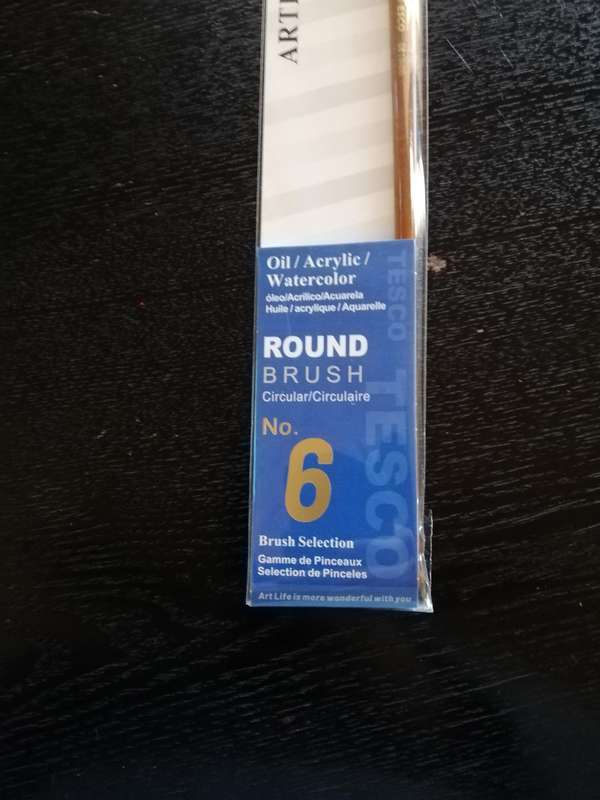 ARTI
Oil / Acrylic /
Watercolor
óleo/Acrílico/Acuarela
Huile / acrylique / Aquarelle
ROUND
BRUSH
Circular/Circulaire
No.
6
Brush Selection
Gamme de Pinceaux
Selection de Pinceles
Art Life is more wonderful with you
TESCO
TESCO